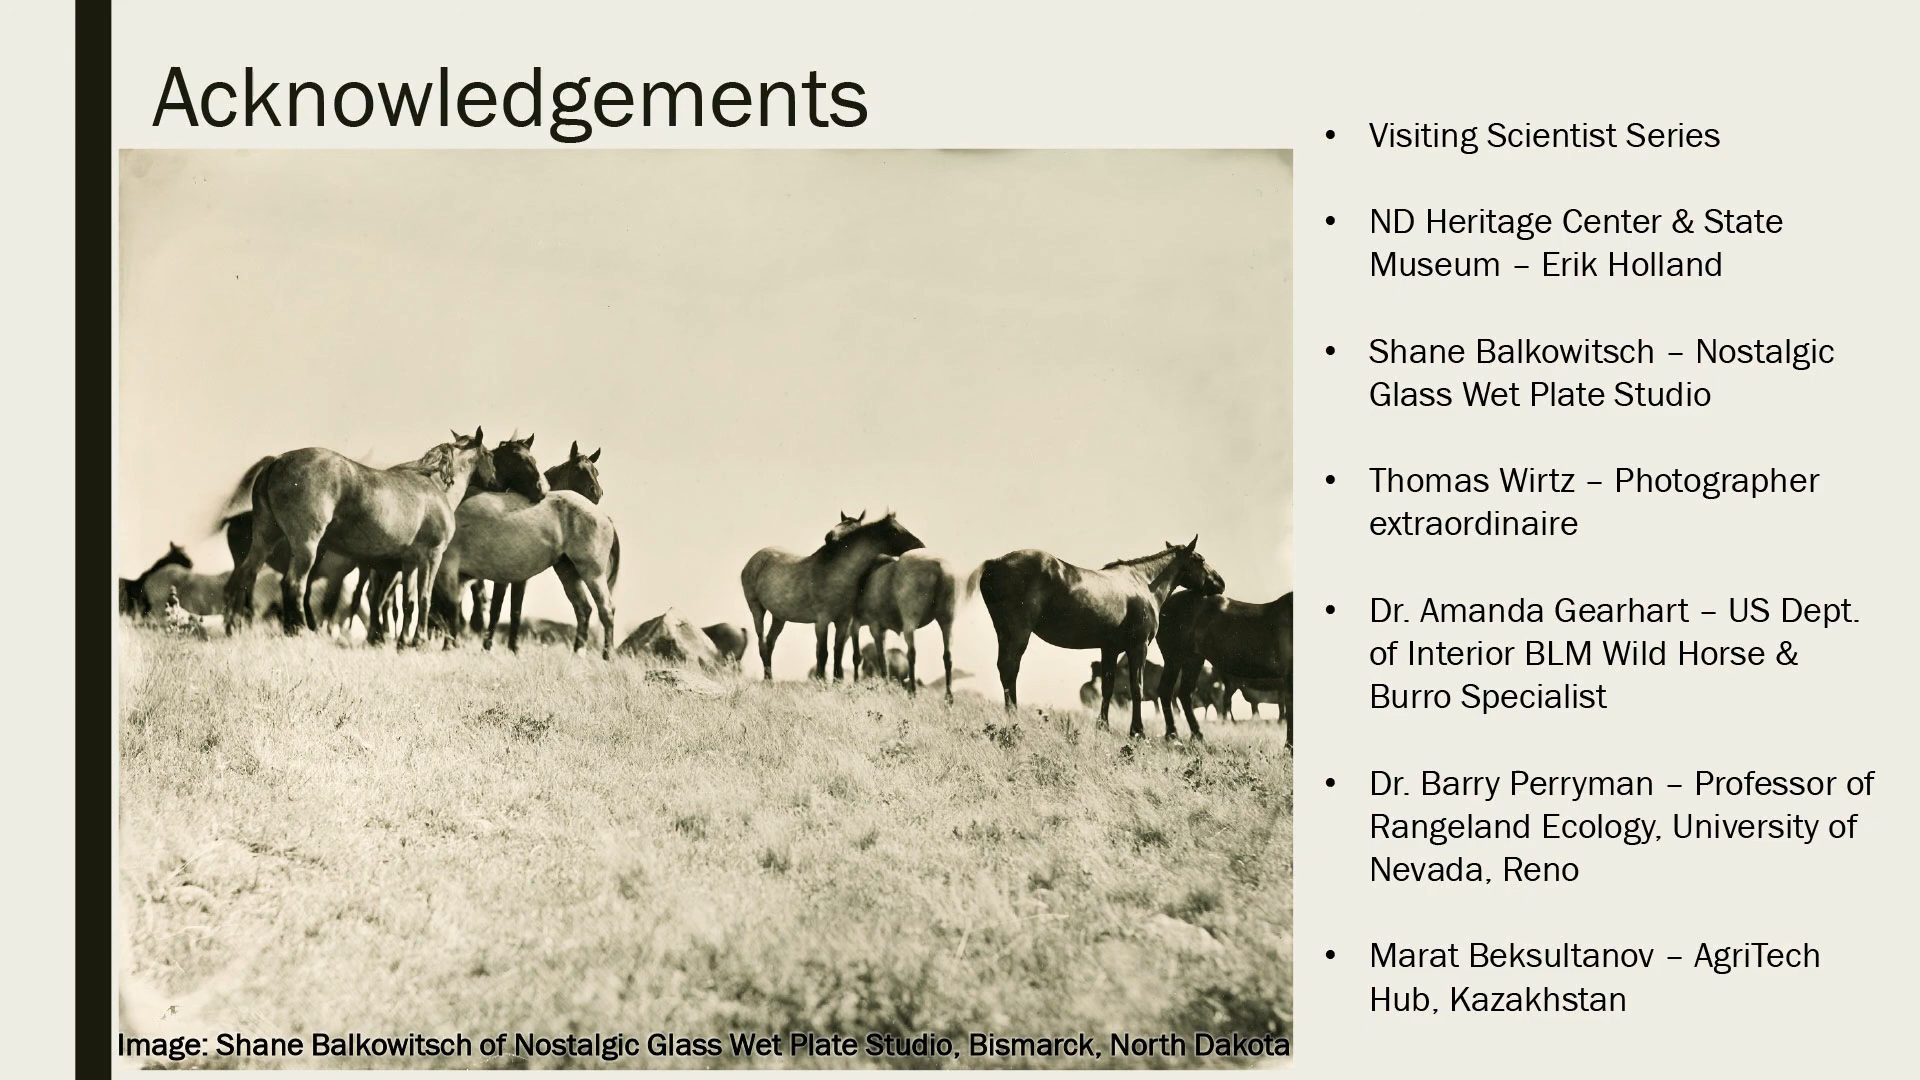 Acknowledgements
• Visiting Scientist Series
• ND Heritage Center & State
Museum – Erik Holland
• Shane Balkowitsch – Nostalgic
Glass Wet Plate Studio
• Thomas Wirtz – Photographer
extraordinaire
• Dr. Amanda Gearhart – US Dept.
of Interior BLM Wild Horse &
Burro Specialist
• Dr. Barry Perryman – Professor of
Rangeland Ecology, University of
Nevada, Reno
• Marat Beksultanov – AgriTech
Hub, Kazakhstan
Image: Shane Balkowitsch of Nostalgic Glass Wet Plate Studio, Bismarck, North Dakota